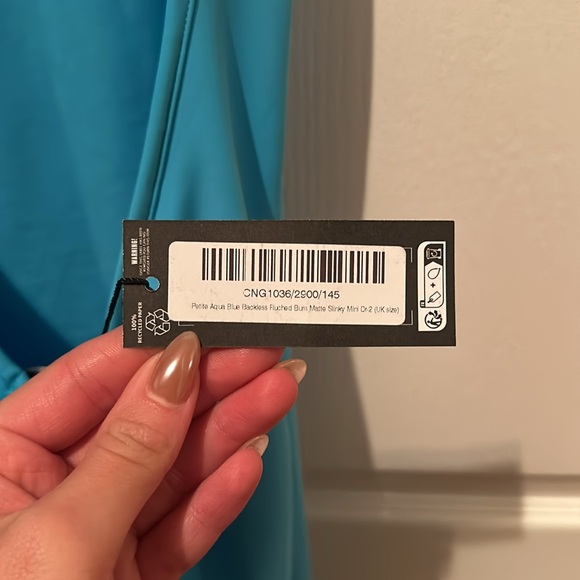 WARNING!
100%
RECYCLED PAPER
CNG1036/2900/145
Petite Aqua Blue Backless Ruched Bum Matte Slinky Mini Dr-2 (UK size)